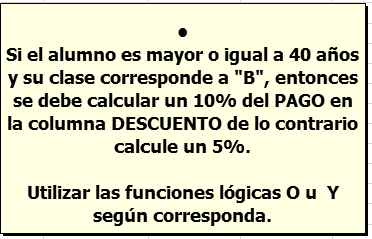 •
Si el alumno es mayor o igual a 40 años
y su clase corresponde a "B", entonces
se debe calcular un 10% del PAGO en
la columna DESCUENTO de lo contrario
calcule un 5%.
Utilizar las funciones lógicas O u  Y
según corresponda.